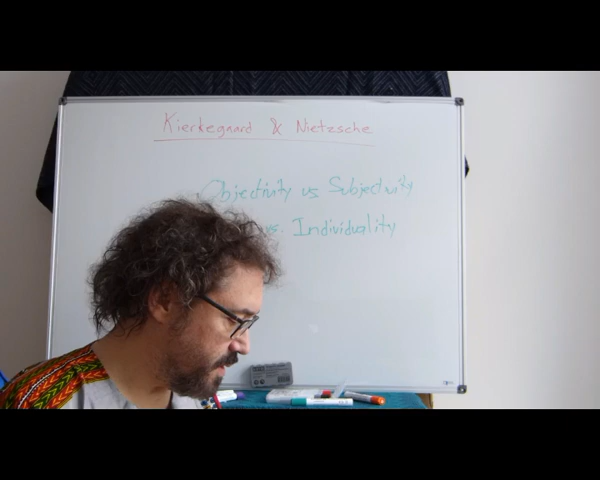 Kierkegaard & Nietzsche
Objectivity vs Subjectivity
vs. Individuality